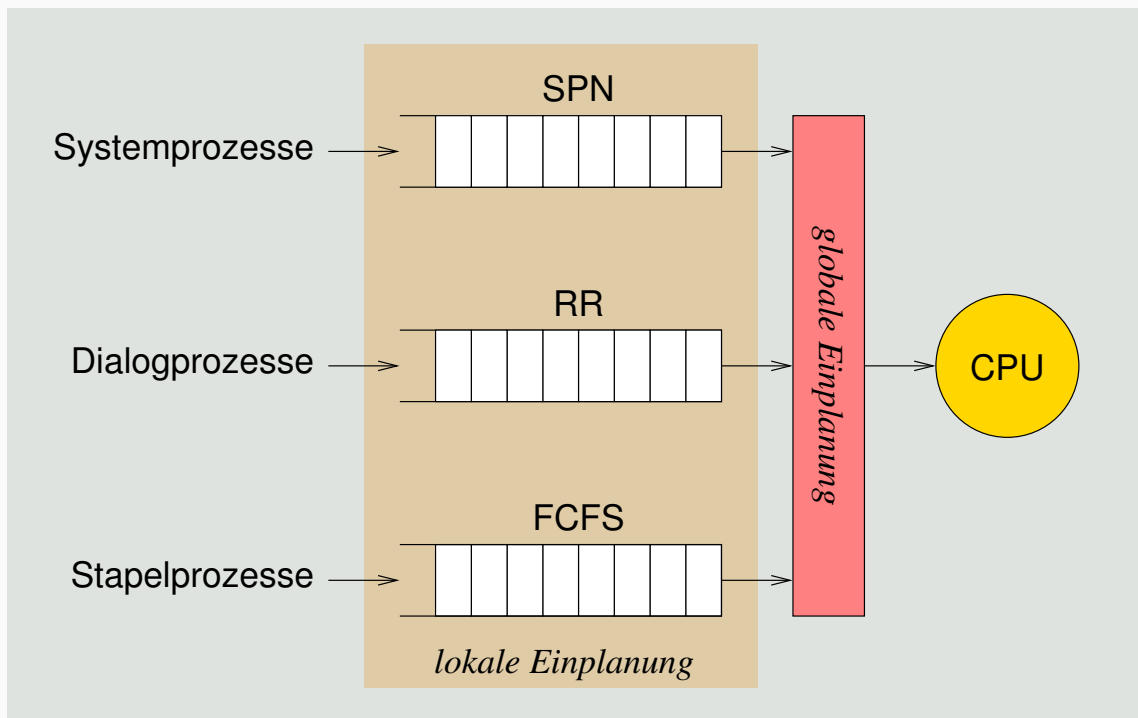 SPN
Systemprozesse
RR
Dialogprozesse
FCFS
Stapelprozesse
lokale Einplanung
globale Einplanung
CPU